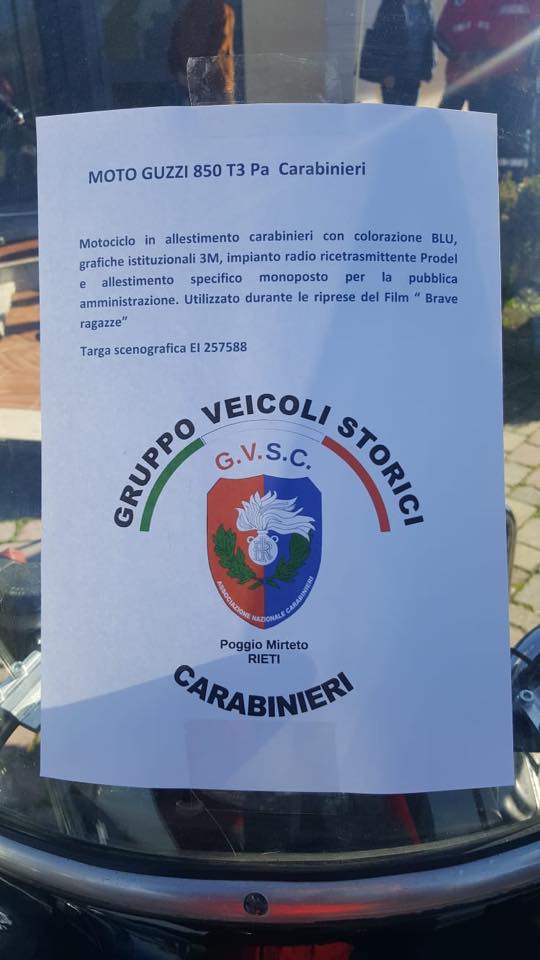 MOTO GUZZI 850 T3 Pa Carabinieri
Motociclo in allestimento carabinieri con colorazione BLU,
grafiche istituzionali 3M, impianto radio ricetrasmittente Prodel
e allestimento specifico monoposto per la pubblica
amministrazione. Utilizzato durante le riprese del Film “ Brave
ragazze”
Targa scenografica EI 257588
GRUPPO VEICOLI STORICI
G.V.S.C.
RI
ASSOCIAZIONE NAZIONALE CARABINIERI
Poggio Mirteto
RIETI
CARABINIERI